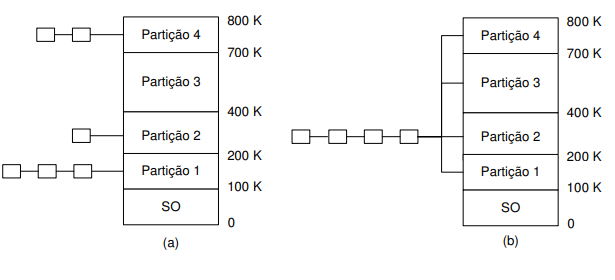 800 K
Partição 4
700 K
Partição 3
400 K
Partição 2
200 K
Partição 1
100 K
SO
0
(a)
800 K
Partição 4
700 K
Partição 3
400 K
Partição 2
200 K
Partição 1
100 K
SO
0
(b)